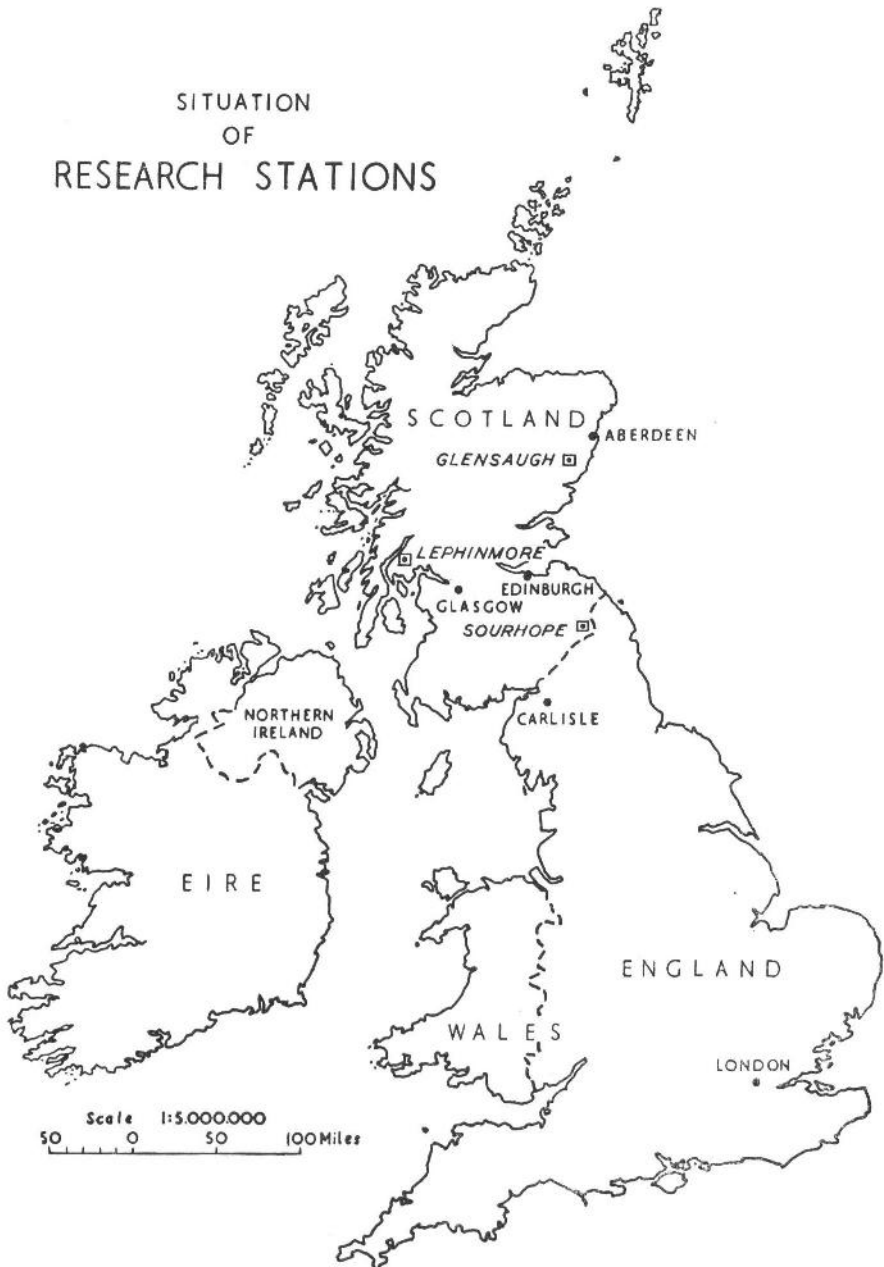 SITUATION
OF
RESEARCH STATIONS
SCOTLAND
ABERDEEN
GLENSAUGH
LEPHINMORE
EDINBURGH
GLASGOW
SOURHOPE
CARLISLE
NORTHERN
IRELAND
EIRE
ENGLAND
WALES
LONDON
Scale 1:5.000.000
50 0 50 100 Miles